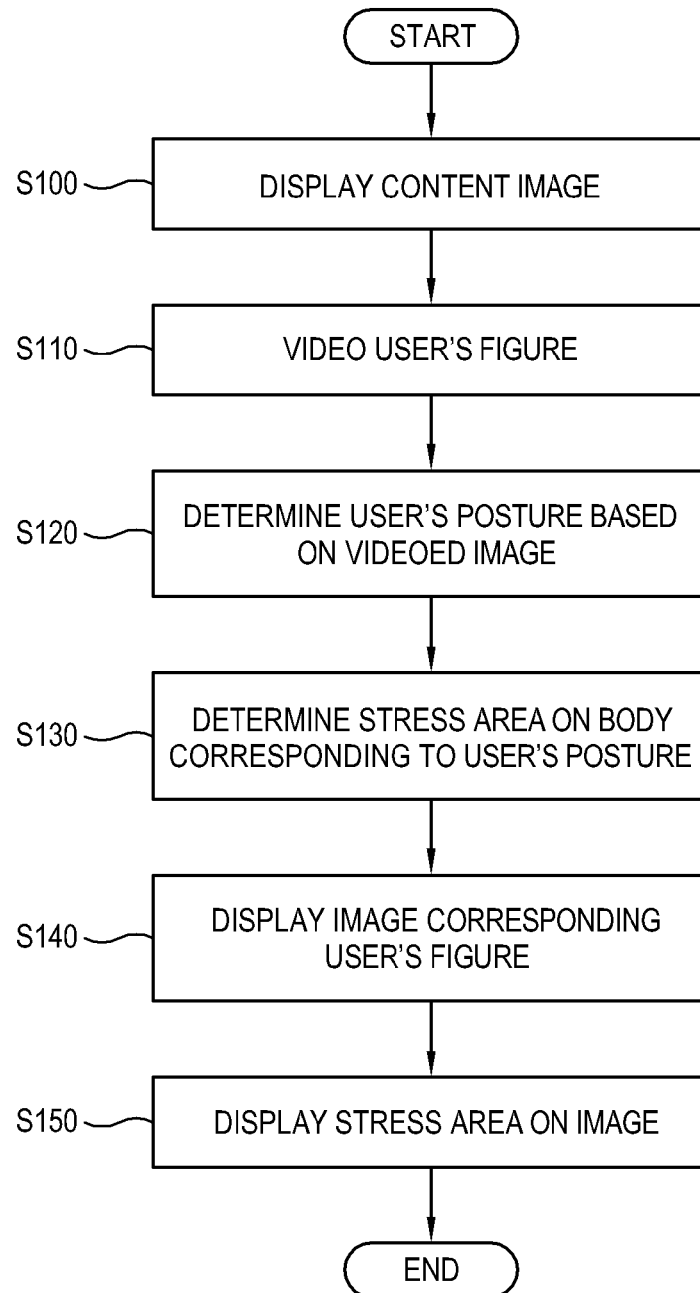 START
S100
DISPLAY CONTENT IMAGE
S110
VIDEO USER'S FIGURE
S120
DETERMINE USER'S POSTURE BASED
ON VIDEOED IMAGE
S130
DETERMINE STRESS AREA ON BODY
CORRESPONDING TO USER'S POSTURE
S140
DISPLAY IMAGE CORRESPONDING
USER'S FIGURE
S150
DISPLAY STRESS AREA ON IMAGE
END